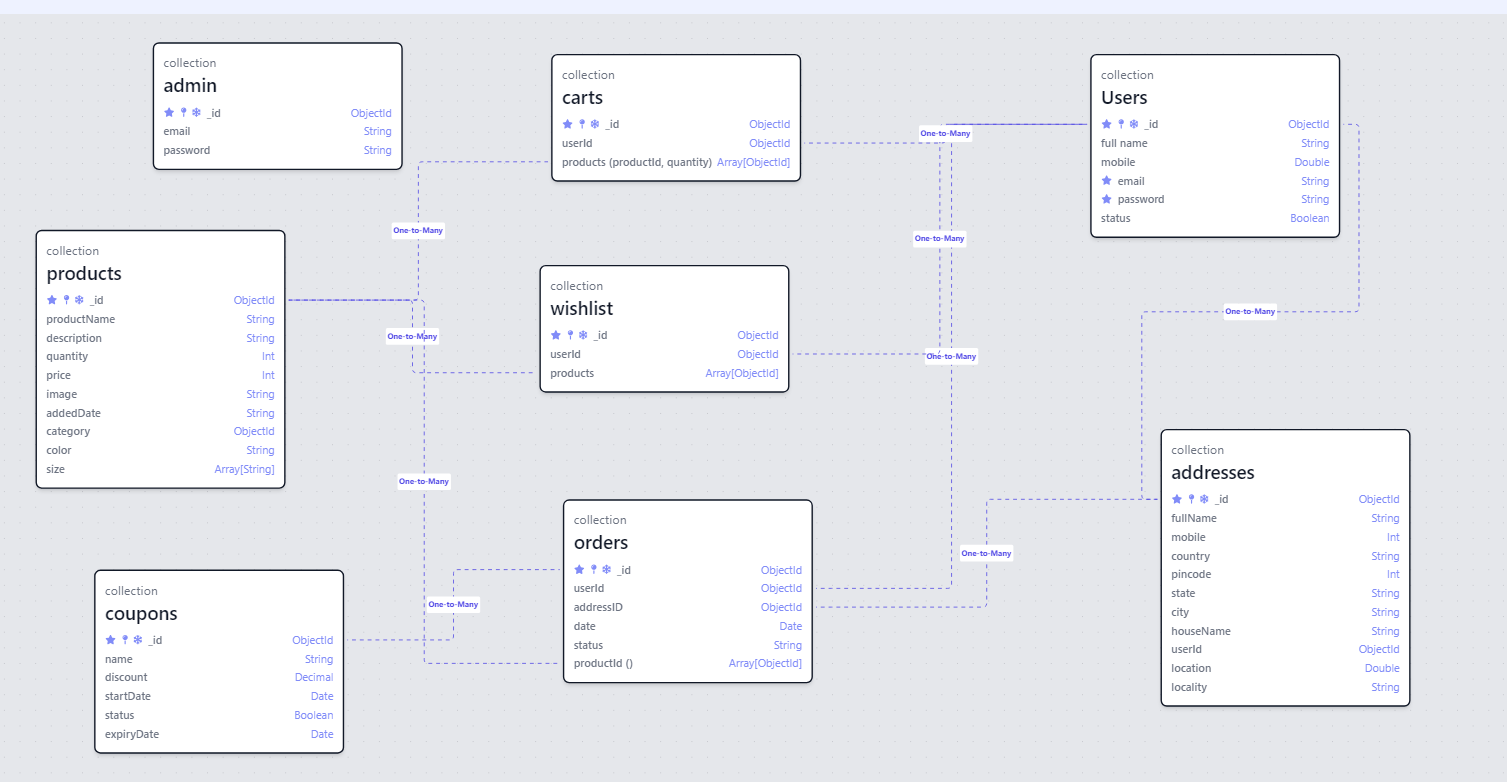 collection
admin
_id ObjectId
email String
password String
collection
carts
_id ObjectId
userId ObjectId
products (productId, quantity) Array[ObjectId]
collection
Users
_id ObjectId
full name String
mobile Double
email String
password String
status Boolean
collection
products
_id ObjectId
productName String
description String
quantity Int
price Int
image String
addedDate String
category ObjectId
color String
size Array[String]
collection
wishlist
_id ObjectId
userId ObjectId
products Array[ObjectId]
collection
coupons
_id ObjectId
name String
discount Decimal
startDate Date
status Boolean
expiryDate Date
collection
orders
_id ObjectId
userId ObjectId
addressID ObjectId
date Date
status String
productId () Array[ObjectId]
collection
addresses
_id ObjectId
fullName String
mobile Int
country String
pincode Int
state String
city String
houseName String
userId ObjectId
location Double
locality String
One-to-Many
One-to-Many
One-to-Many
One-to-Many
One-to-Many
One-to-Many
One-to-Many
One-to-Many
One-to-Many